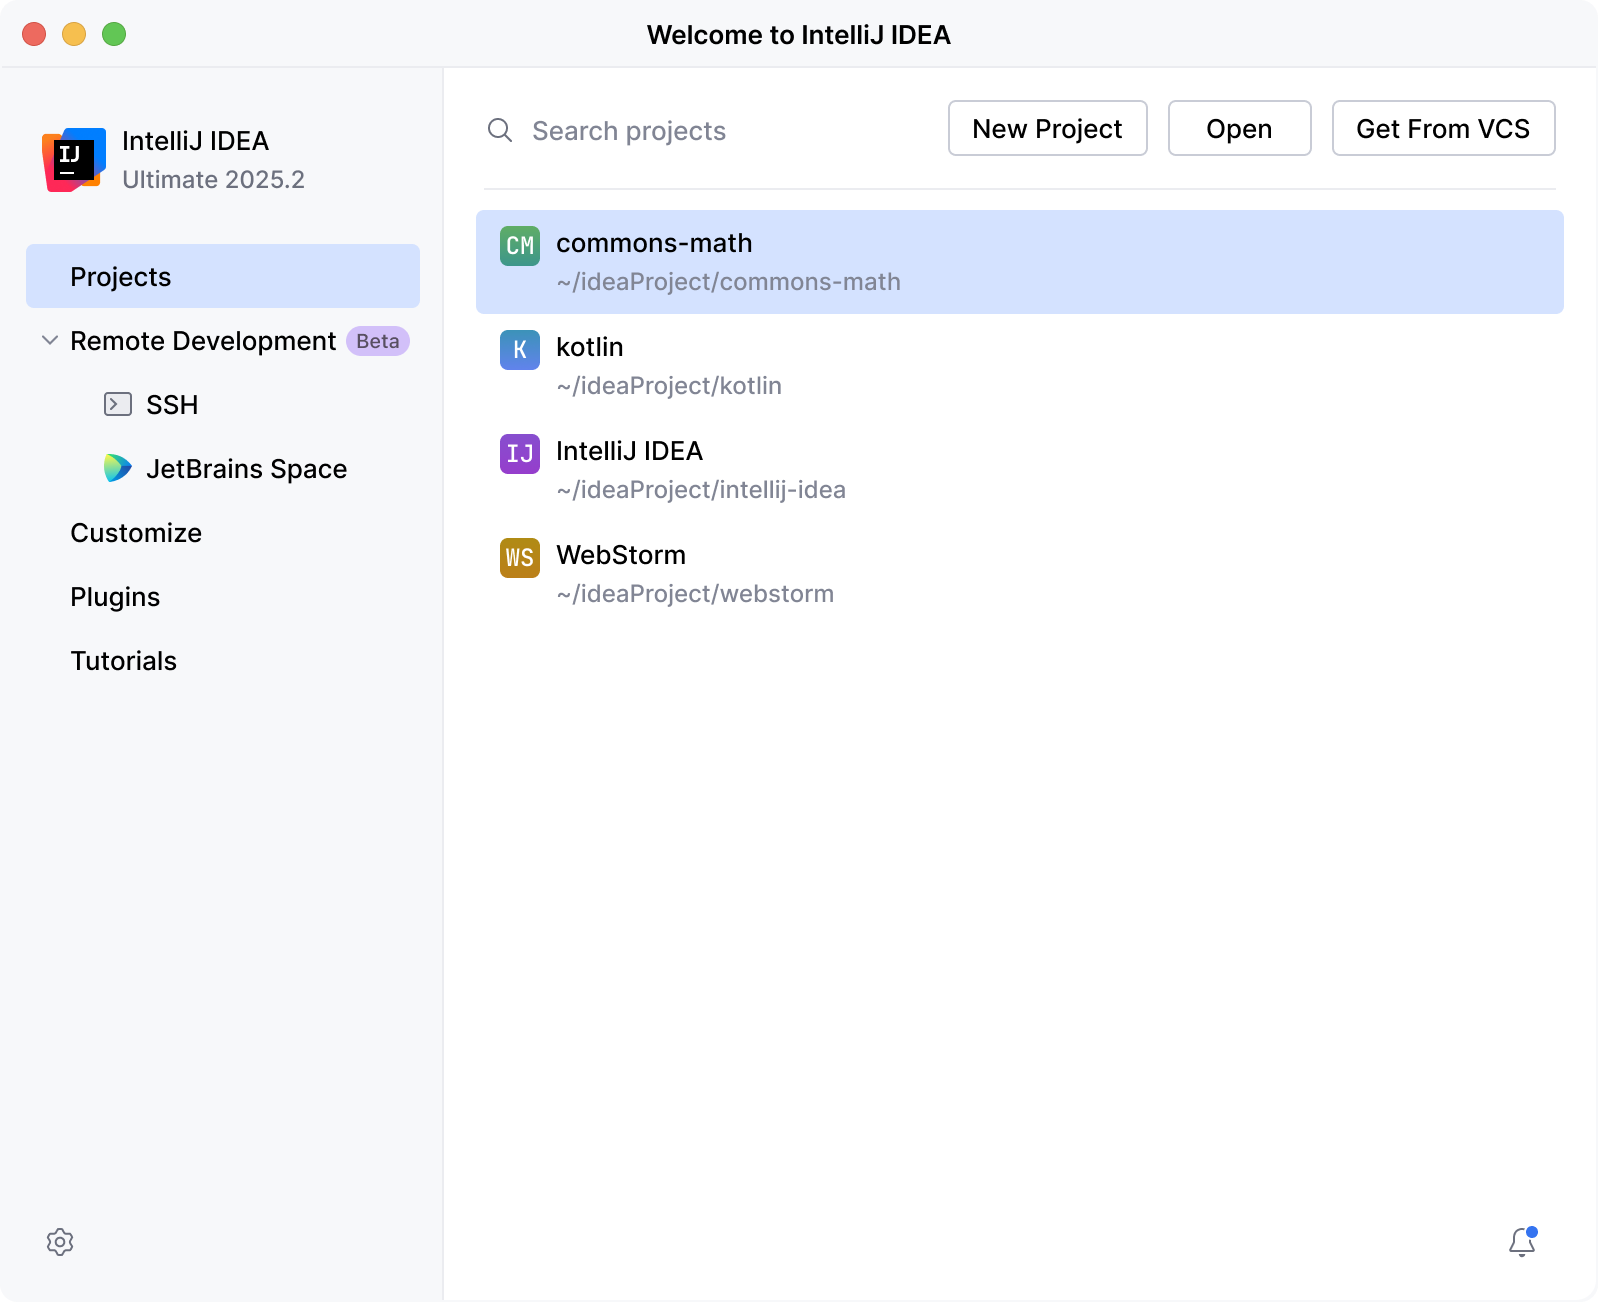 Welcome to IntelliJ IDEA
IJ
IntelliJ IDEA
Ultimate 2025.2
Projects
Remote Development Beta
SSH
JetBrains Space
Customize
Plugins
Tutorials
Search projects
New Project
Open
Get From VCS
CM commons-math
~/ideaProject/commons-math
K kotlin
~/ideaProject/kotlin
IJ IntelliJ IDEA
~/ideaProject/intellij-idea
WS WebStorm
~/ideaProject/webstorm